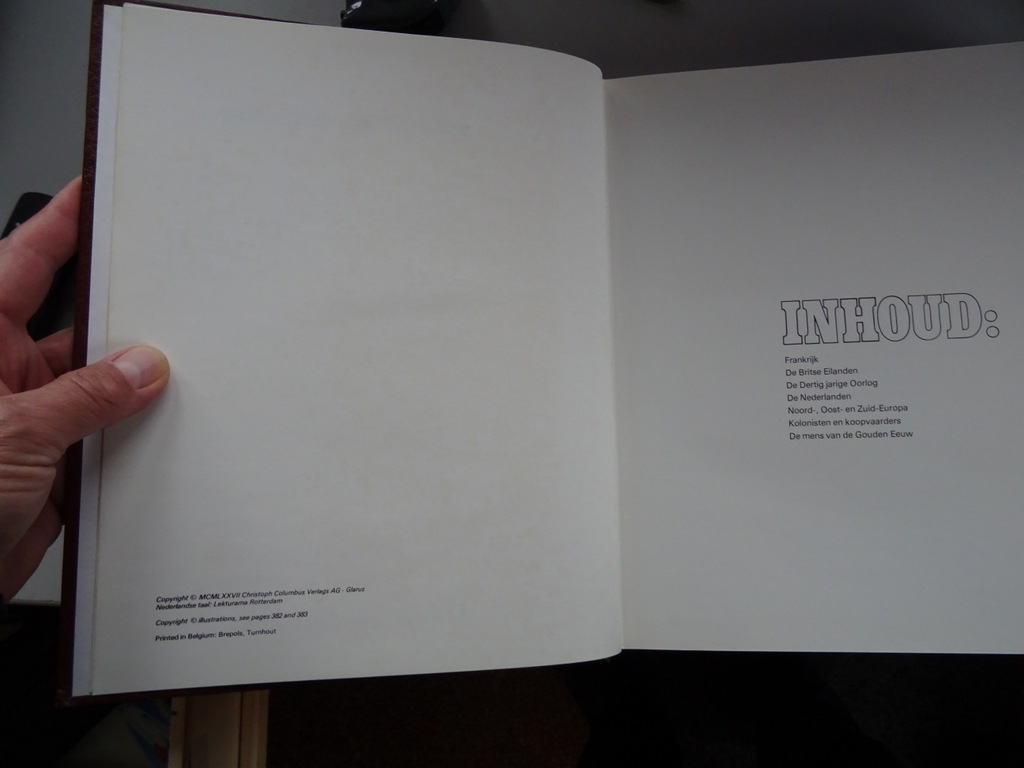 Copyright © MCMLXXVII Christoph Columbus Verlags AG - Glarus
Nederlandse taal: Lekturama Rotterdam
Copyright © illustrations, see pages 382 and 383
Printed in Belgium: Brepols, Turnhout
INHOUD:
Frankrijk
De Britse Eilanden
De Dertig jarige Oorlog
De Nederlanden
Noord-, Oost- en Zuid-Europa
Kolonisten en koopvaarders
De mens van de Gouden Eeuw